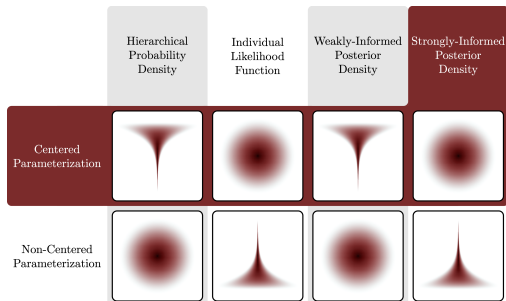 Hierarchical
Probability
Density
Individual
Likelihood
Function
Weakly-Informed
Posterior
Density
Strongly-Informed
Posterior
Density
Centered
Parameterization
Non-Centered
Parameterization